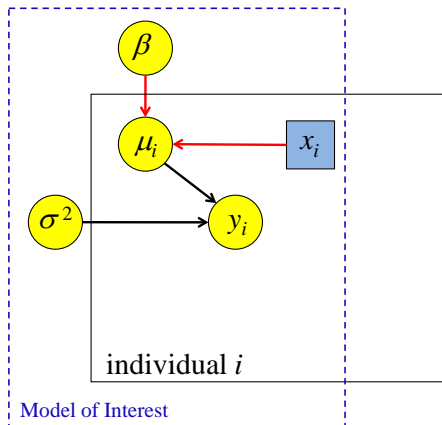 β
μᵢ
xᵢ
σ²
yᵢ
individual i
Model of Interest